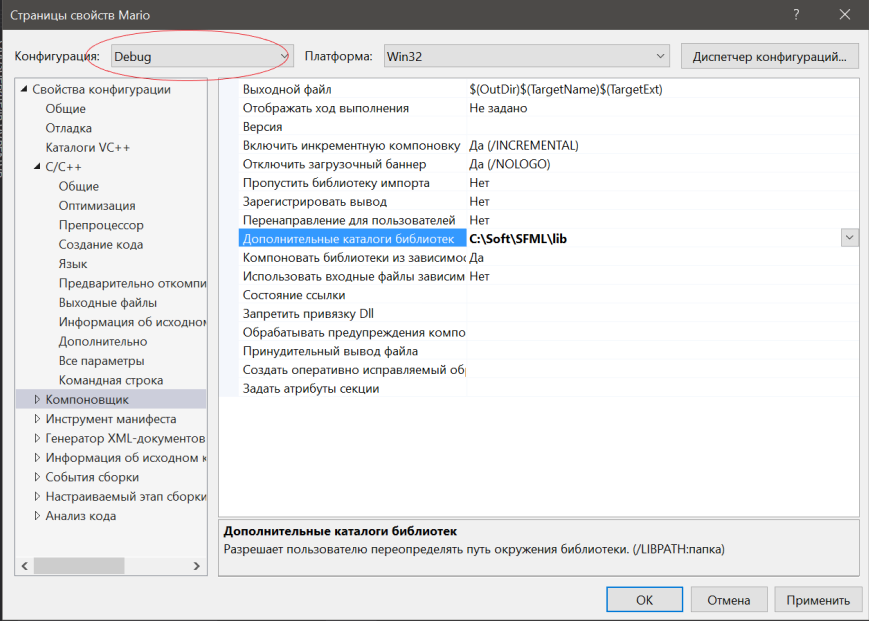 Страницы свойств Mario
?
Конфигурация: Debug Платформа: Win32 Диспетчер конфигураций...
Свойства конфигурации
Общие
Отладка
Каталоги VC++
C/C++
Общие
Оптимизация
Препроцессор
Создание кода
Язык
Предварительно откомпи
Выходные файлы
Информация об исходном
Дополнительно
Все параметры
Командная строка
Компоновщик
Инструмент манифеста
Генератор XML-документов
Информация об исходном к
События сборки
Настраиваемый этап сборки
Анализ кода
Выходной файл $(OutDir)$(TargetName)$(TargetExt)
Отображать ход выполнения Не задано
Версия
Включить инкрементную компоновку Да (/INCREMENTAL)
Отключить загрузочный баннер Да (/NOLOGO)
Пропустить библиотеку импорта Нет
Зарегистрировать вывод Нет
Перенаправление для пользователей Нет
Дополнительные каталоги библиотек C:\Soft\SFML\lib
Компоновать библиотеки из зависимос Да
Использовать входные файлы зависим Нет
Состояние ссылки
Запретить привязку Dll
Обрабатывать предупреждения компо
Принудительный вывод файла
Создать оперативно исправляемый обр
Задать атрибуты секции
Дополнительные каталоги библиотек
Разрешает пользователю переопределять путь окружения библиотеки. (/LIBPATH:папка)
ОК Отмена Применить